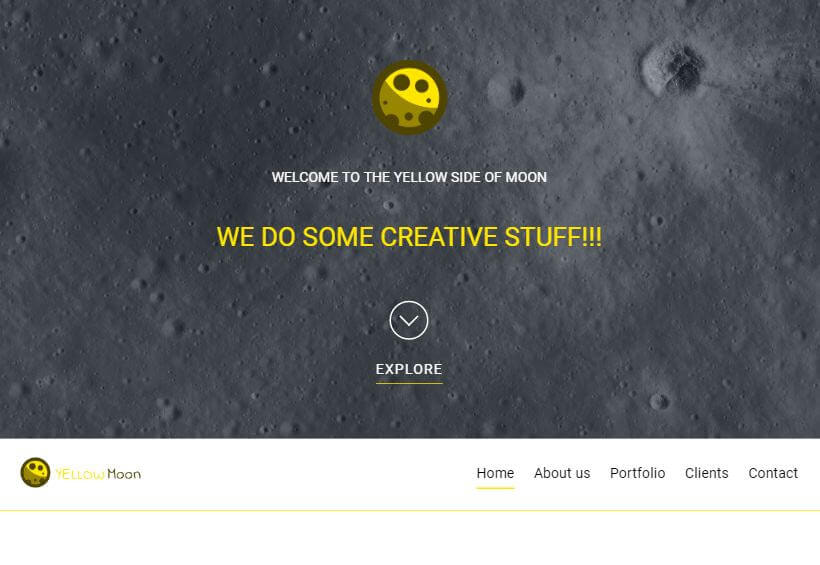 WELCOME TO THE YELLOW SIDE OF MOON
WE DO SOME CREATIVE STUFF!!!
EXPLORE
YELLOW Moon
Home About us Portfolio Clients Contact